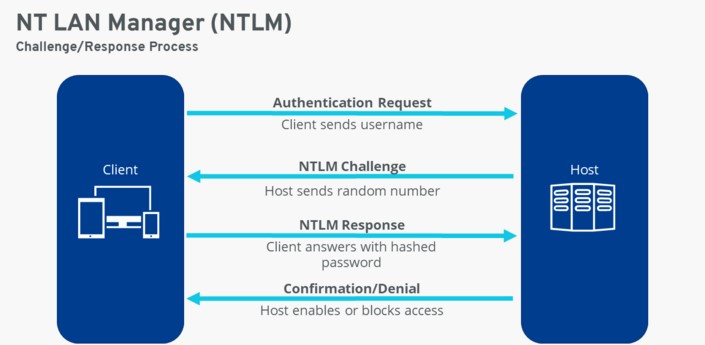 NT LAN Manager (NTLM)
Challenge/Response Process
Authentication Request
Client sends username
Client
NTLM Challenge
Host
Host sends random number
NTLM Response
Client answers with hashed
password
Confirmation/Denial
Host enables or blocks access